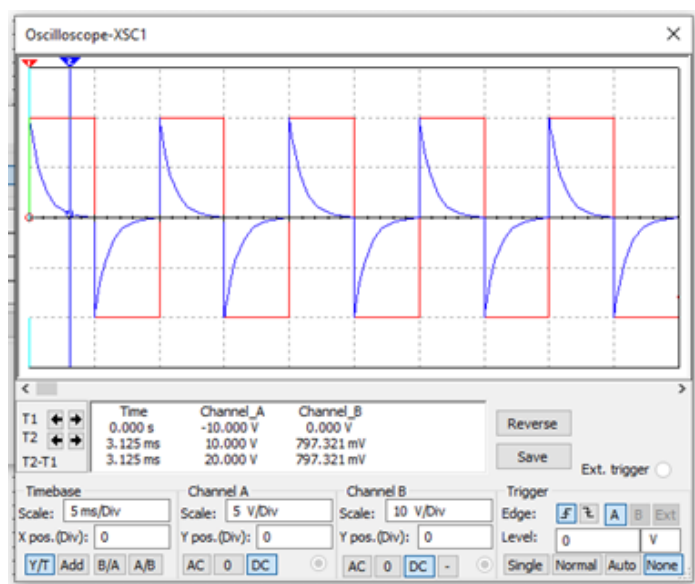 Oscilloscope-XSC1
1 2
T1
T2
T2-T1
Time Channel_A Channel_B
0.000 s -10.000 V 0.000 V
3.125 ms 10.000 V 797.321 mV
3.125 ms 20.000 V 797.321 mV
Reverse
Save
Ext. trigger
Timebase
Scale: 5 ms/Div
X pos.(Div): 0
Y/T Add B/A A/B
Channel A
Scale: 5 V/Div
Y pos.(Div): 0
AC 0 DC
Channel B
Scale: 10 V/Div
Y pos.(Div): 0
AC 0 DC -
Trigger
Edge: A B Ext
Level: 0 V
Single Normal Auto None